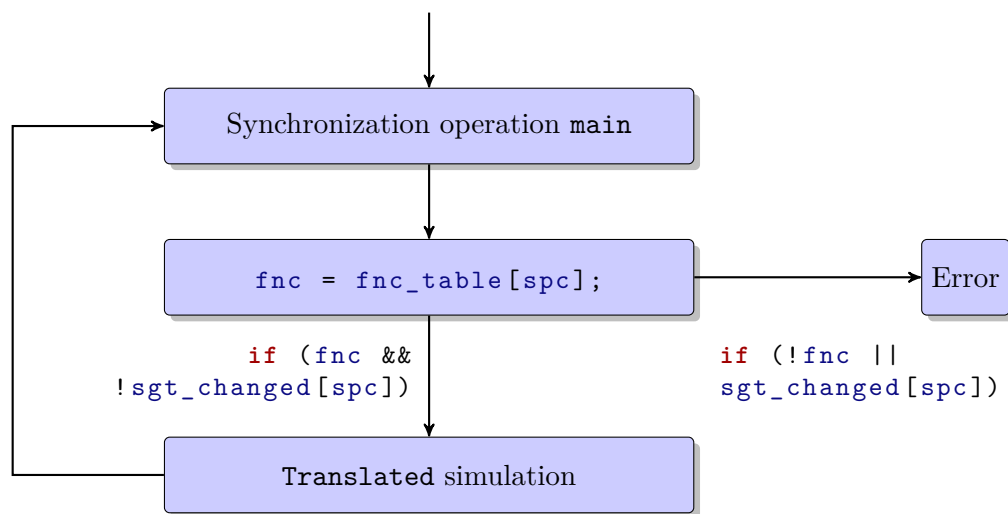 Synchronization operation main
fnc = fnc_table[spc];
Error
if (fnc &&
!sgt_changed[spc])
if (!fnc ||
sgt_changed[spc])
Translated simulation